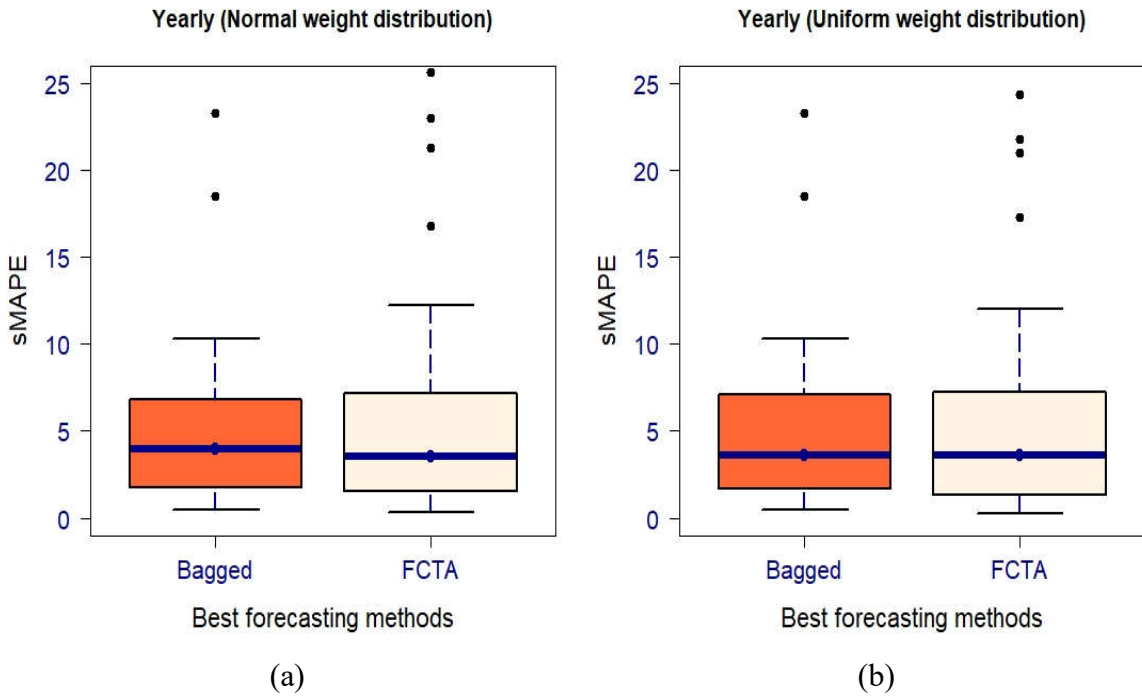 Yearly (Normal weight distribution)
25
20
15
10
5
0
sMAPE
Bagged FCTA
Best forecasting methods
(a)
Yearly (Uniform weight distribution)
25
20
15
10
5
0
sMAPE
Bagged FCTA
Best forecasting methods
(b)